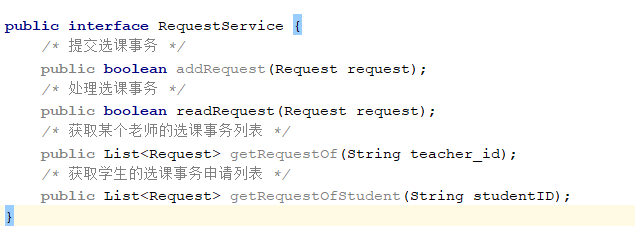 public interface RequestService {
/* 提交选课事务 */
public boolean addRequest(Request request);
/* 处理选课事务 */
public boolean readRequest(Request request);
/* 获取某个老师的选课事务列表 */
public List<Request> getRequestOf(String teacher_id);
/* 获取学生的选课事务申请列表 */
public List<Request> getRequestOfStudent(String studentID);
}